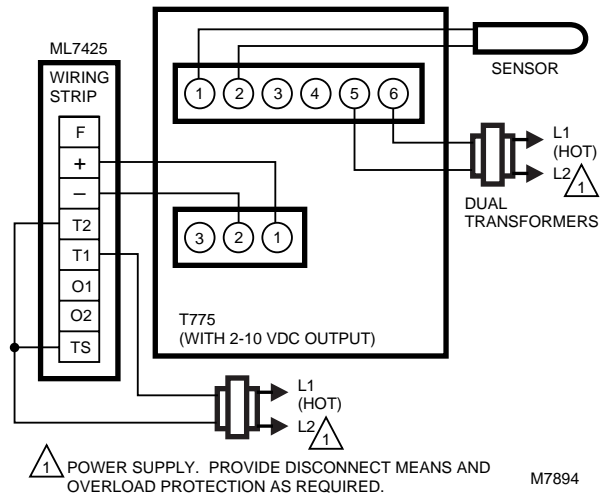 ML7425
WIRING
STRIP
F
+
–
T2
T1
O1
O2
TS
1 2 3 4 5 6
3 2 1
T775
(WITH 2-10 VDC OUTPUT)
SENSOR
L1
(HOT)
L2 1
DUAL
TRANSFORMERS
L1
(HOT)
L2 1
1 POWER SUPPLY. PROVIDE DISCONNECT MEANS AND
OVERLOAD PROTECTION AS REQUIRED.
M7894